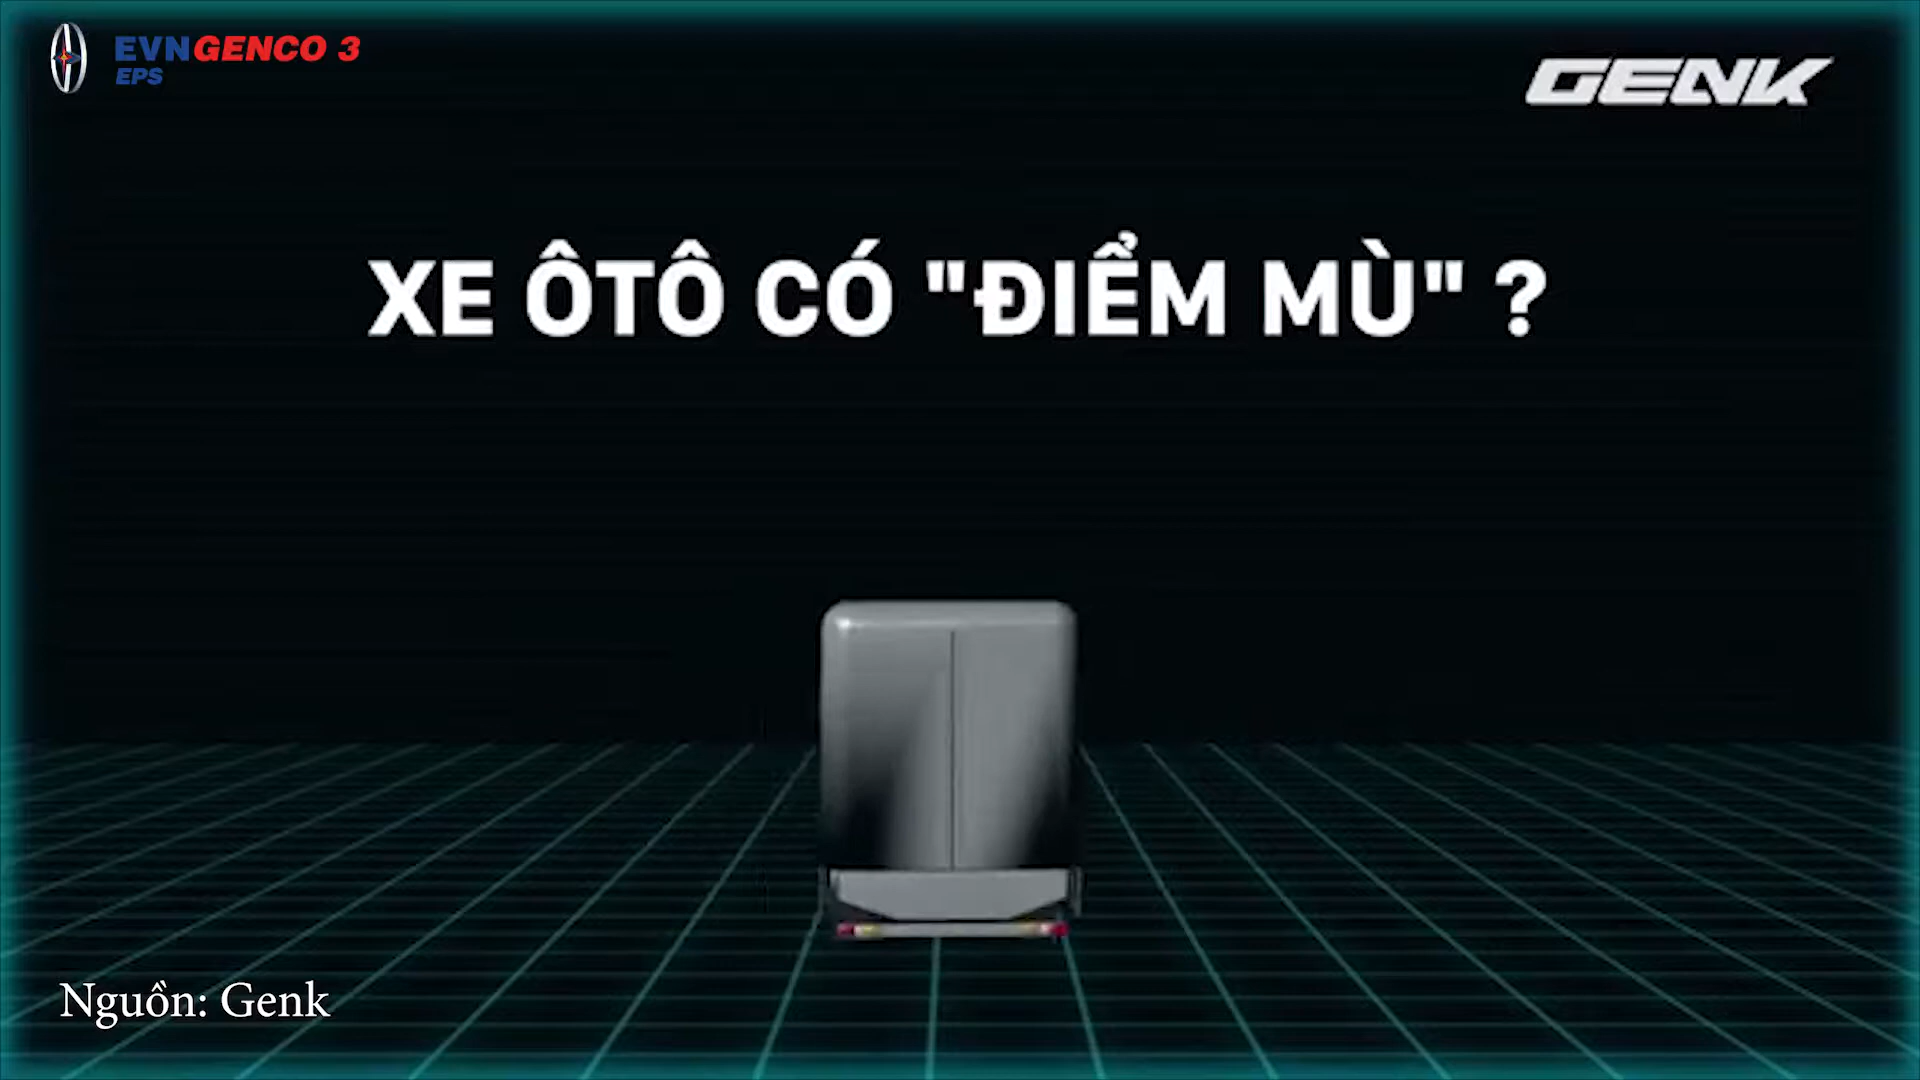 EVNGENCO 3
EPS
GENK
XE ÔTÔ CÓ "ĐIỂM MÙ" ?
Nguồn: Genk